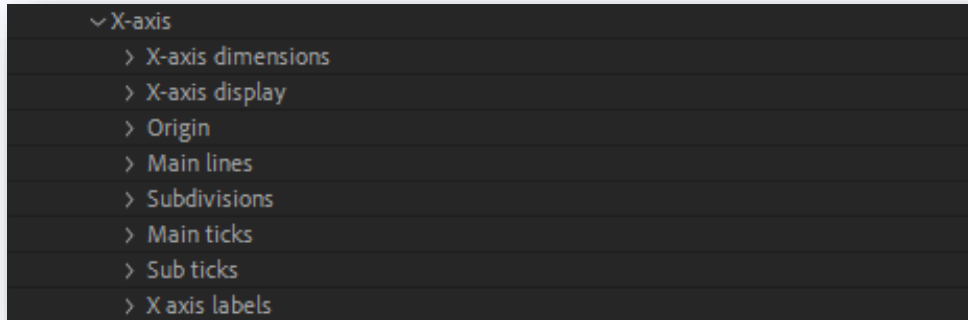 X-axis
X-axis dimensions
X-axis display
Origin
Main lines
Subdivisions
Main ticks
Sub ticks
X axis labels